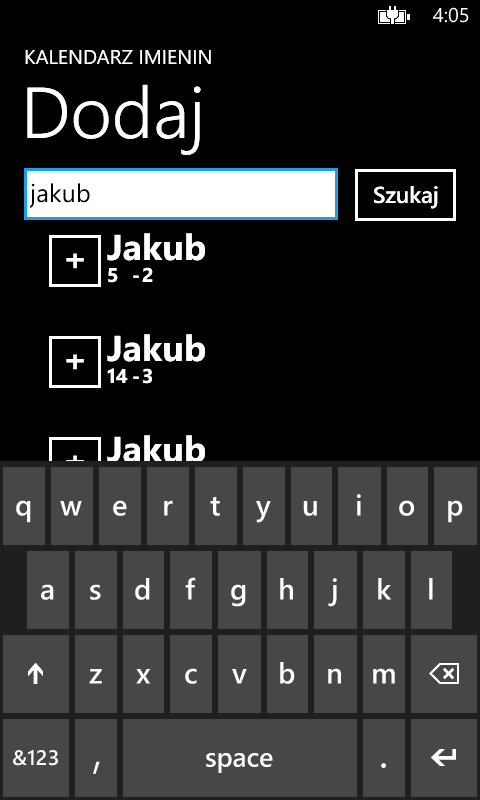 4:05
KALENDARZ IMIENIN
Dodaj
jakub
Szukaj
+
Jakub
5 -2
+
Jakub
14-3
+
Jakub
q w e r t y u i o p
a s d f g h j k l
z x c v b n m
&123 , space .